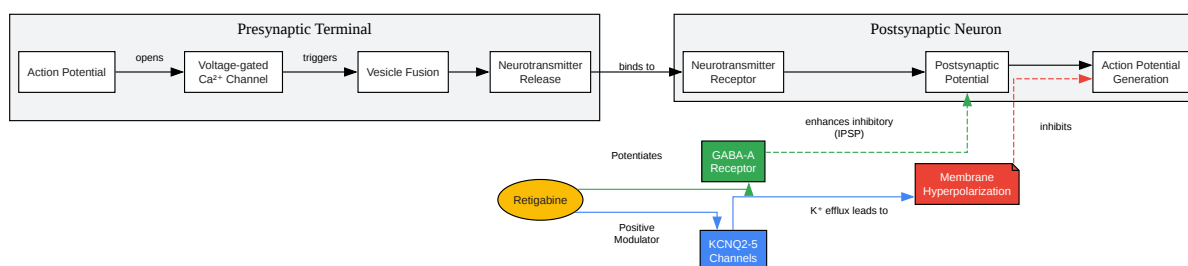 Presynaptic Terminal
Postsynaptic Neuron
Action Potential
opens
Voltage-gated
Ca²⁺ Channel
triggers
Vesicle Fusion
Neurotransmitter
Release
binds to
Neurotransmitter
Receptor
Postsynaptic
Potential
Action Potential
Generation
enhances inhibitory
(IPSP)
inhibits
Potentiates
GABA-A
Receptor
Membrane
Hyperpolarization
Retigabine
K⁺ efflux leads to
Positive
Modulator
KCNQ2-5
Channels